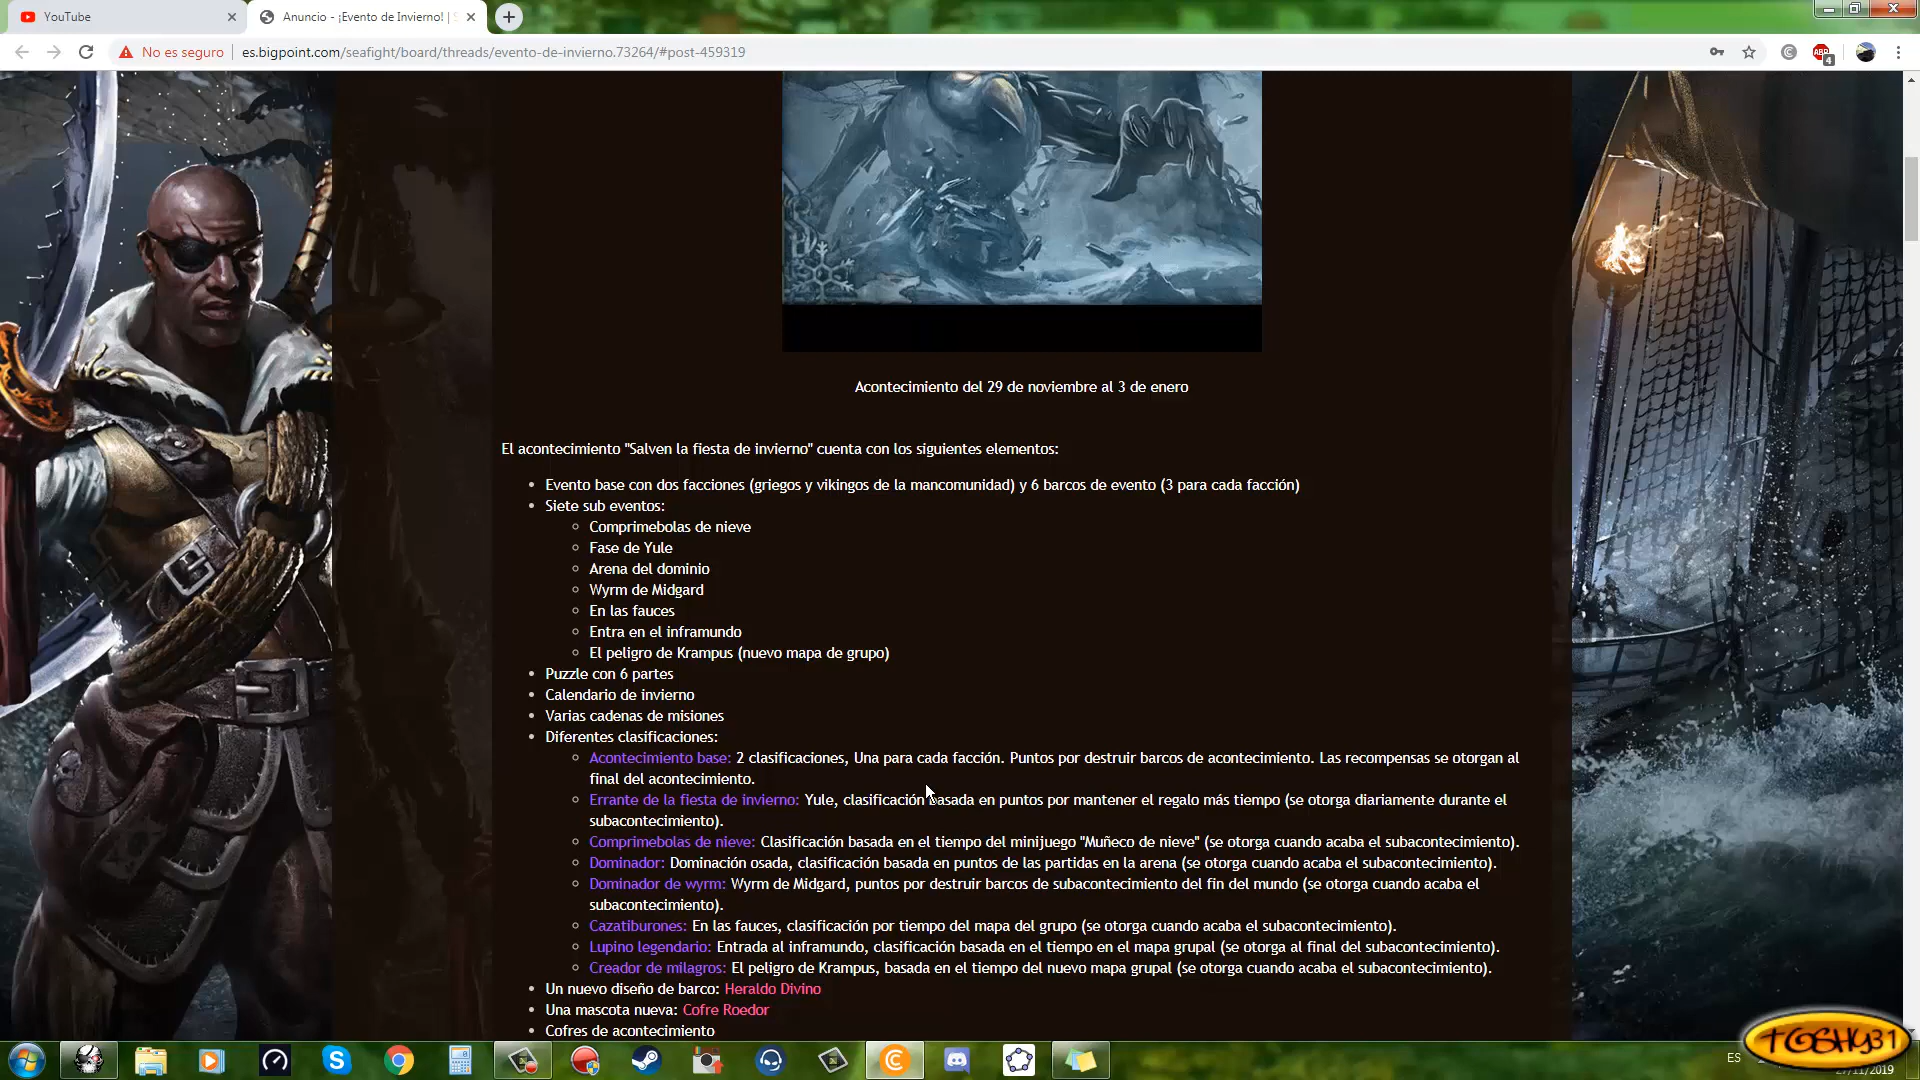 YouTube
Anuncio - ¡Evento de Invierno! |
No es seguro
es.bigpoint.com/seafight/board/threads/evento-de-invierno.73264/#post-459319
ABP
4
Acontecimiento del 29 de noviembre al 3 de enero
El acontecimiento "Salven la fiesta de invierno" cuenta con los siguientes elementos:
Evento base con dos facciones (griegos y vikingos de la mancomunidad) y 6 barcos de evento (3 para cada facción)
Siete sub eventos:
Comprimebolas de nieve
Fase de Yule
Arena del dominio
Wyrm de Midgard
En las fauces
Entra en el inframundo
El peligro de Krampus (nuevo mapa de grupo)
Puzzle con 6 partes
Calendario de invierno
Varias cadenas de misiones
Diferentes clasificaciones:
Acontecimiento base: 2 clasificaciones, Una para cada facción. Puntos por destruir barcos de acontecimiento. Las recompensas se otorgan al
final del acontecimiento.
Errante de la fiesta de invierno: Yule, clasificación basada en puntos por mantener el regalo más tiempo (se otorga diariamente durante el
subacontecimiento).
Comprimebolas de nieve: Clasificación basada en el tiempo del minijuego "Muñeco de nieve" (se otorga cuando acaba el subacontecimiento).
Dominador: Dominación osada, clasificación basada en puntos de las partidas en la arena (se otorga cuando acaba el subacontecimiento).
Dominador de wyrm: Wyrm de Midgard, puntos por destruir barcos de subacontecimiento del fin del mundo (se otorga cuando acaba el
subacontecimiento).
Cazatiburones: En las fauces, clasificación por tiempo del mapa del grupo (se otorga cuando acaba el subacontecimiento).
Lupino legendario: Entrada al inframundo, clasificación basada en el tiempo en el mapa grupal (se otorga al final del subacontecimiento).
Creador de milagros: El peligro de Krampus, basada en el tiempo del nuevo mapa grupal (se otorga cuando acaba el subacontecimiento).
Un nuevo diseño de barco: Heraldo Divino
Una mascota nueva: Cofre Roedor
Cofres de acontecimiento
TOSHY31
ES
27/11/2019